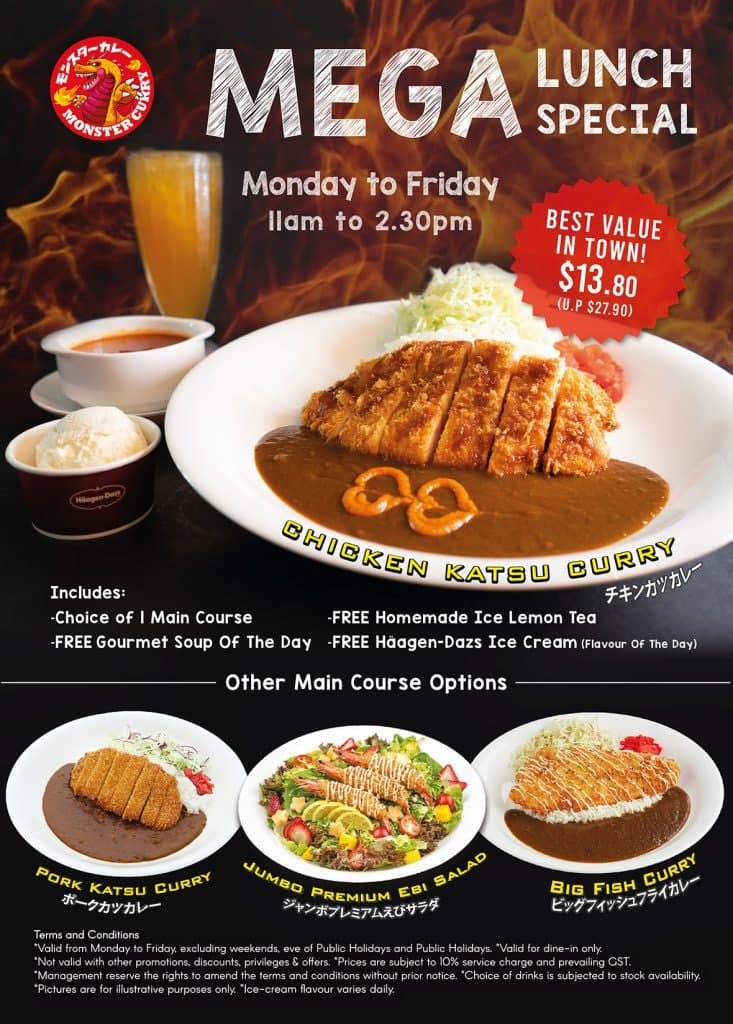 モンスターカレー
MONSTER CURRY
MEGA LUNCH SPECIAL
Monday to Friday
11am to 2.30pm
BEST VALUE
IN TOWN!
$13.80
(U.P $27.90)
Häagen-Dazs
CHICKEN KATSU CURRY
チキンカツカレー
Includes:
-Choice of 1 Main Course
-FREE Gourmet Soup Of The Day
-FREE Homemade Ice Lemon Tea
-FREE Häagen-Dazs Ice Cream (Flavour Of The Day)
Other Main Course Options
PORK KATSU CURRY
ポークカツカレー
JUMBO PREMIUM EBI SALAD
ジャンボプレミアムえびサラダ
BIG FISH CURRY
ビッグフィッシュフライカレー
Terms and Conditions
*Valid from Monday to Friday, excluding weekends, eve of Public Holidays and Public Holidays. *Valid for dine-in only.
*Not valid with other promotions, discounts, privileges & offers. *Prices are subject to 10% service charge and prevailing GST.
*Management reserve the rights to amend the terms and conditions without prior notice. *Choice of drinks is subjected to stock availability.
*Pictures are for illustrative purposes only. *Ice-cream flavour varies daily.